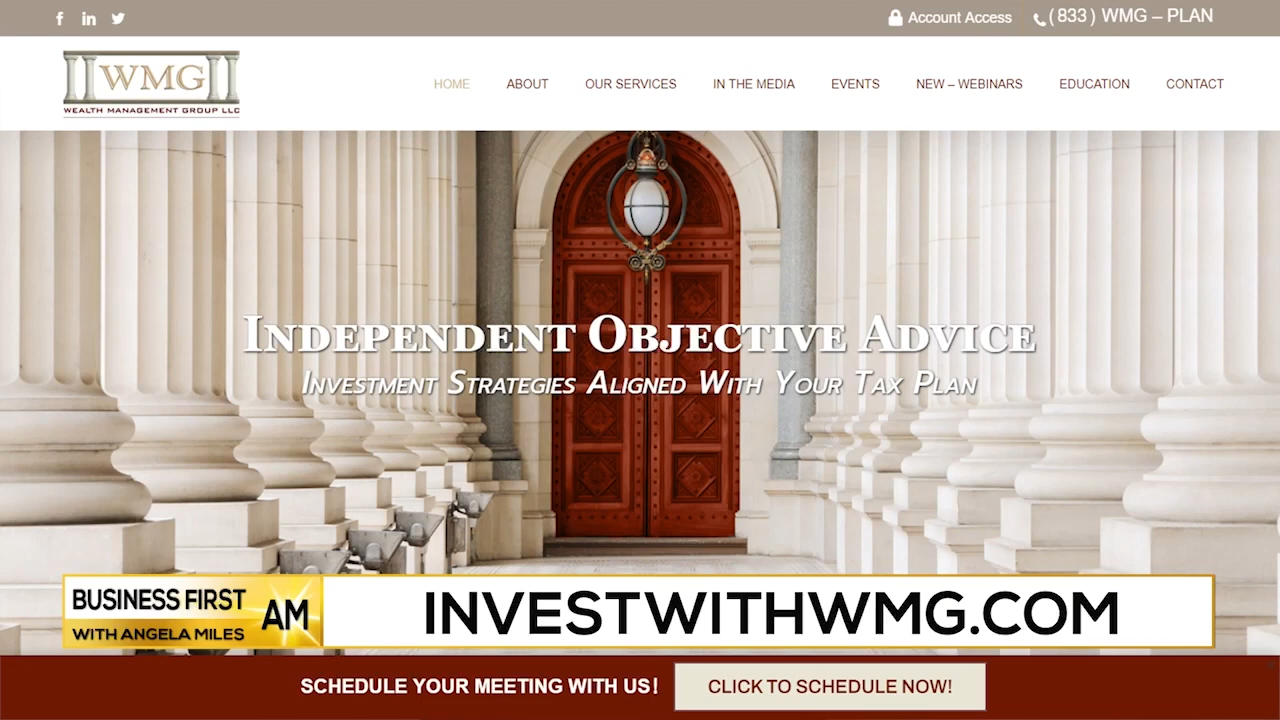 Account Access
(833) WMG – PLAN
WMG
WEALTH MANAGEMENT GROUP LLC
HOME
ABOUT
OUR SERVICES
IN THE MEDIA
EVENTS
NEW – WEBINARS
EDUCATION
CONTACT
INDEPENDENT OBJECTIVE ADVICE
INVESTMENT STRATEGIES ALIGNED WITH YOUR TAX PLAN
BUSINESS FIRST
WITH ANGELA MILES
AM
INVESTWITHWMG.COM
SCHEDULE YOUR MEETING WITH US!
CLICK TO SCHEDULE NOW!